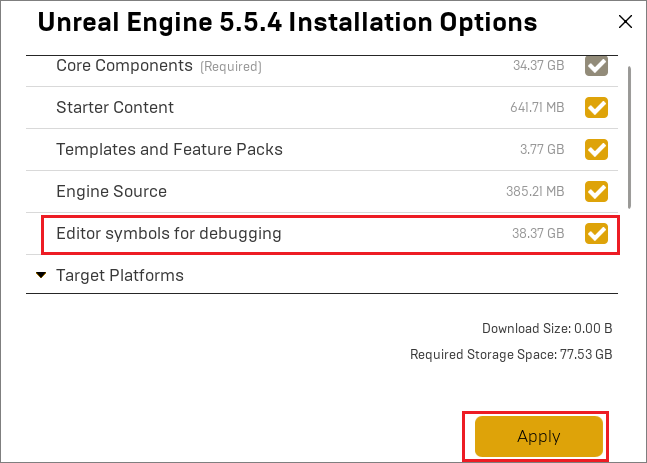 Unreal Engine 5.5.4 Installation Options
Core Components (Required) 34.37 GB
Starter Content 641.71 MB
Templates and Feature Packs 3.77 GB
Engine Source 385.21 MB
Editor symbols for debugging 38.37 GB
Target Platforms
Download Size: 0.00 B
Required Storage Space: 77.53 GB
Apply